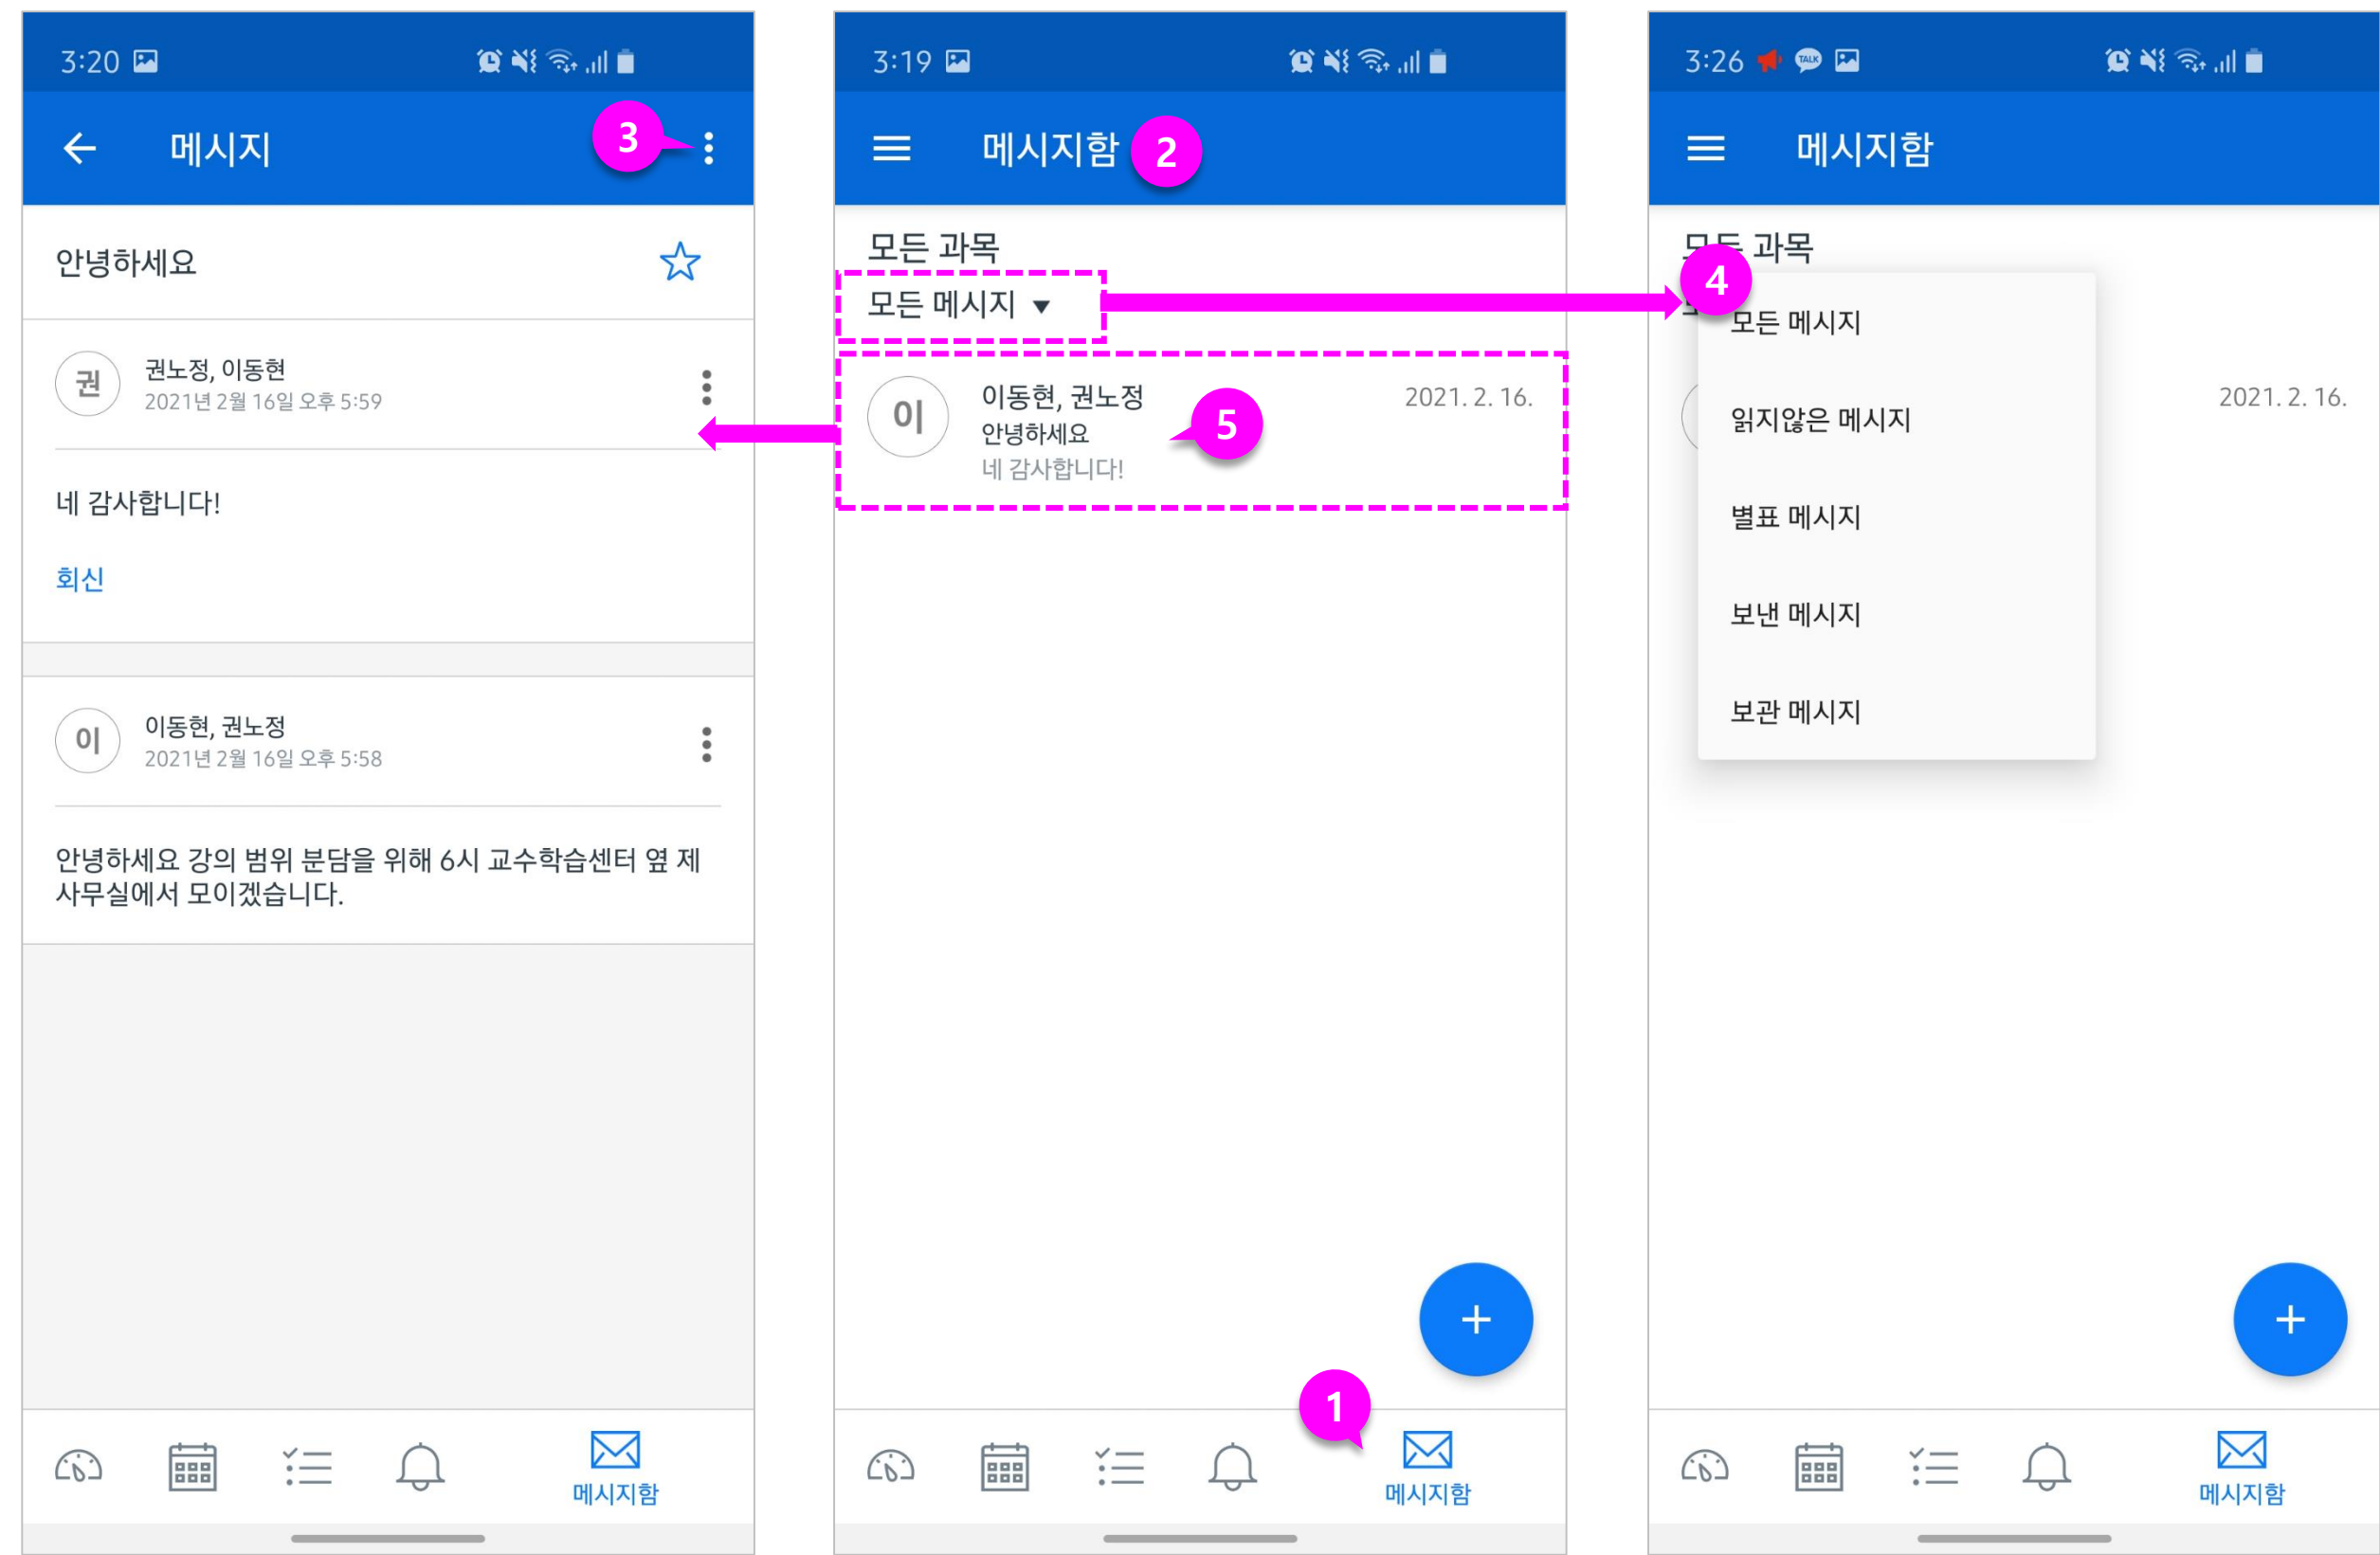 3:20
메시지
3
안녕하세요
권
권노정, 이동현
2021년 2월 16일 오후 5:59
네 감사합니다!
회신
이
이동현, 권노정
2021년 2월 16일 오후 5:58
안녕하세요 강의 범위 분담을 위해 6시 교수학습센터 옆 제
사무실에서 모이겠습니다.
메시지함
3:19
메시지함
2
모든 과목
모든 메시지
이
이동현, 권노정
2021. 2. 16.
안녕하세요
5
네 감사합니다!
+
1
메시지함
3:26
TALK
메시지함
모든 과목
4
모든 메시지
2021. 2. 16.
읽지않은 메시지
별표 메시지
보낸 메시지
보관 메시지
+
메시지함